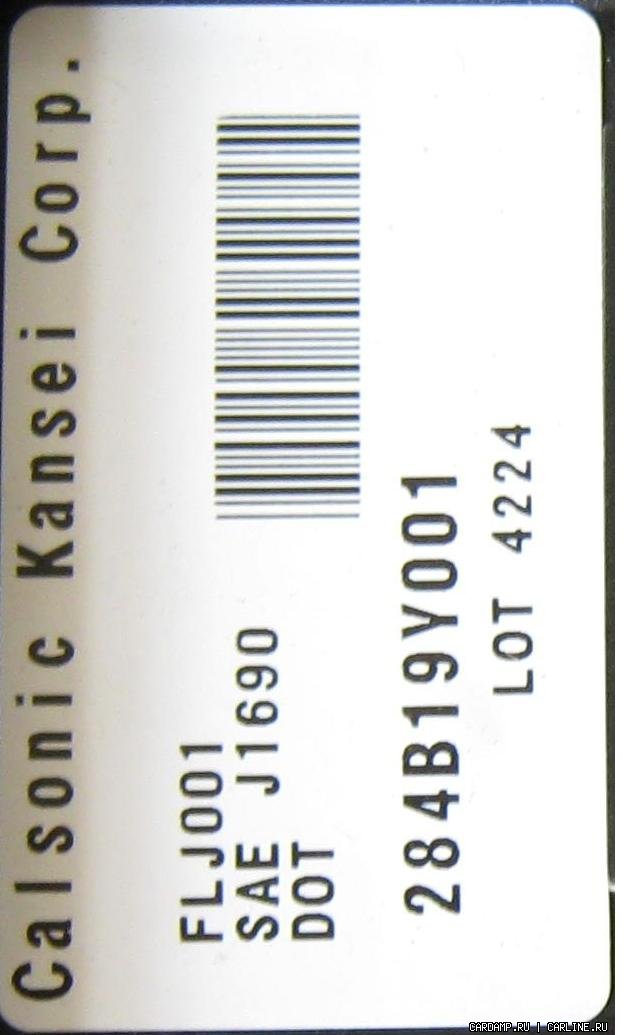 Calsonic Kansei Corp.
FLJ001
SAE J1690
DOT
284B19Y001
LOT 4224
CARDAMP.RU | CARLINE.RU